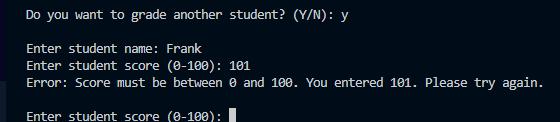 Do you want to grade another student? (Y/N): y
Enter student name: Frank
Enter student score (0-100): 101
Error: Score must be between 0 and 100. You entered 101. Please try again.
Enter student score (0-100):